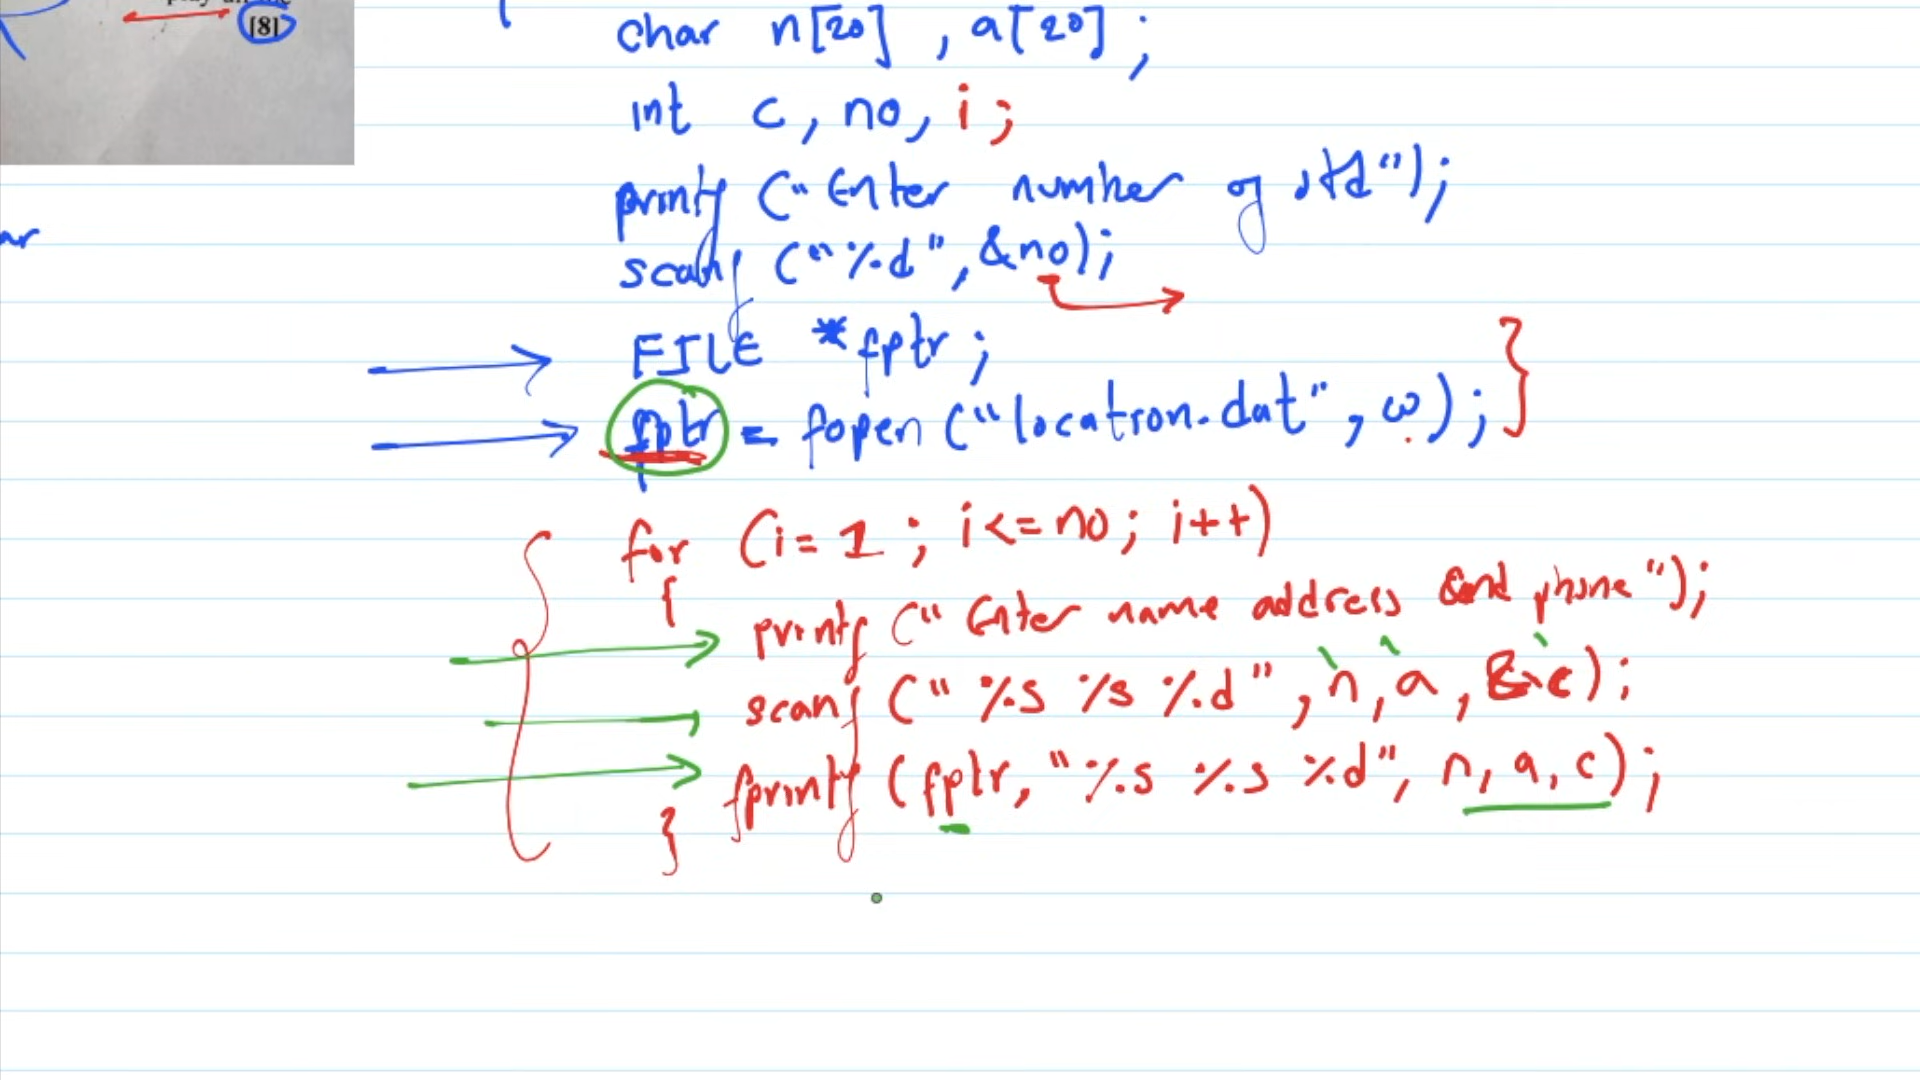 [8]
char n[20] , a[20] ;
int c, no, i ;
printf ("Enter number of std");
scanf ("%d", &no);
FILE *fptr ;
fptr = fopen ("location.dat", w);}
for (i=1 ; i<=no; i++)
{
printf (" Enter name address and phone");
scanf (" %s %s %d", n, a, &c);
fprintf (fptr, "%s %s %d", n, a, c);
}